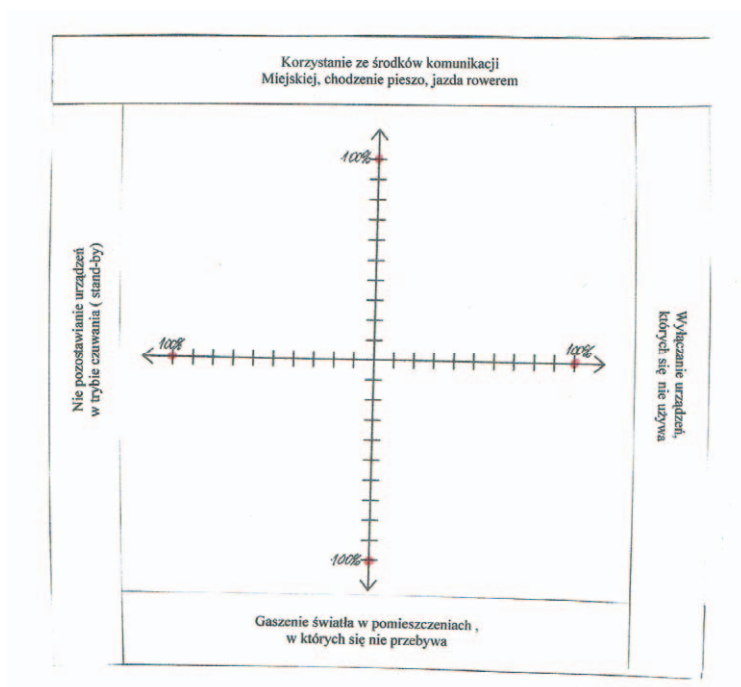 Korzystanie ze środków komunikacji
Miejskiej, chodzenie pieszo, jazda rowerem
100%
Nie pozostawianie urządzeń
w trybie czuwania ( stand-by)
100%
100%
Wyłączanie urządzeń,
których się nie używa
100%
Gaszenie światła w pomieszczeniach ,
w których się nie przebywa